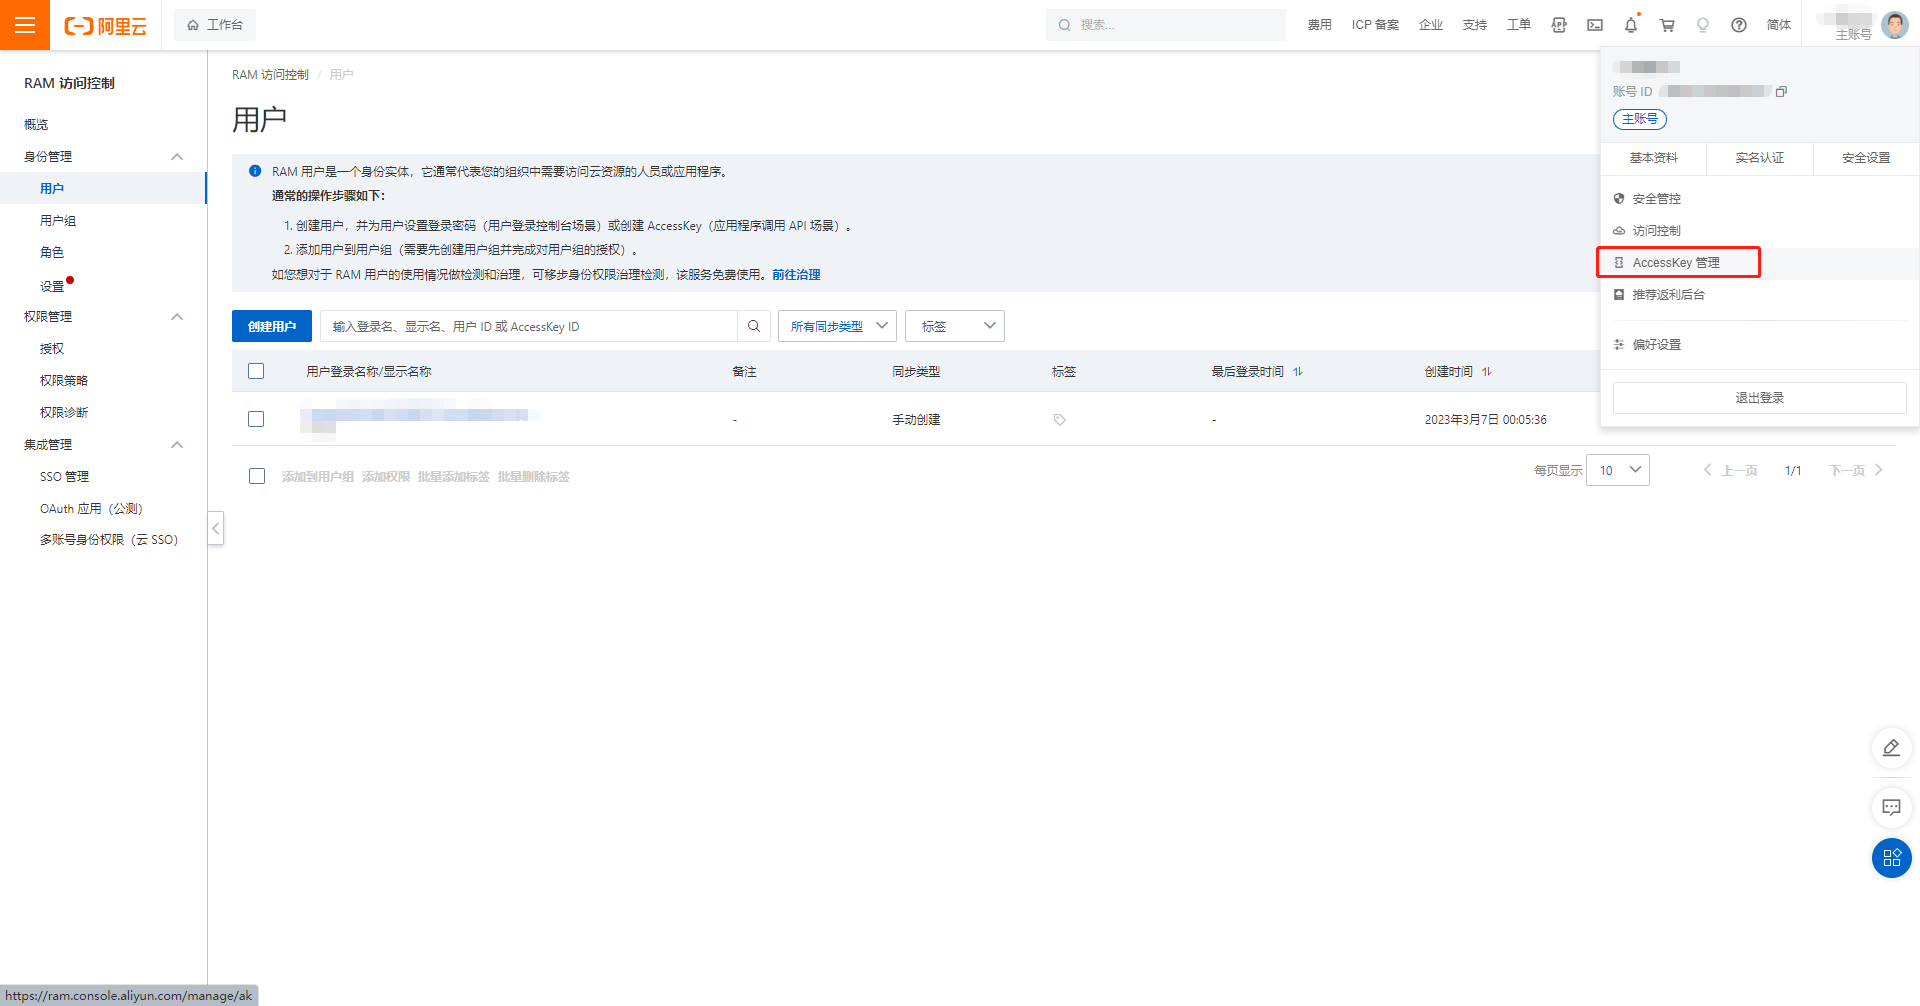 阿里云
工作台
搜索...
费用
ICP 备案
企业
支持
工单
简体
主账号
RAM 访问控制
概览
身份管理
用户
用户组
角色
设置
权限管理
授权
权限策略
权限诊断
集成管理
SSO 管理
OAuth 应用（公测）
多账号身份权限（云 SSO）
RAM 访问控制 / 用户
用户
RAM 用户是一个身份实体，它通常代表您的组织中需要访问云资源的人员或应用程序。
通常的操作步骤如下：
1. 创建用户，并为用户设置登录密码（用户登录控制台场景）或创建 AccessKey（应用程序调用 API 场景）。
2. 添加用户到用户组（需要先创建用户组并完成对用户组的授权）。
如您想对于 RAM 用户的使用情况做检测和治理，可移步身份权限治理检测，该服务免费使用。前往治理
创建用户
输入登录名、显示名、用户 ID 或 AccessKey ID
所有同步类型
标签
用户登录名称/显示名称
备注
同步类型
标签
最后登录时间
创建时间
-
手动创建
-
2023年3月7日 00:05:36
添加到用户组 添加权限 批量添加标签 批量删除标签
每页显示
10
上一页
1/1
下一页
账号 ID
主账号
基本资料
实名认证
安全设置
安全管控
访问控制
AccessKey 管理
推荐返利后台
偏好设置
退出登录
https://ram.console.aliyun.com/manage/ak